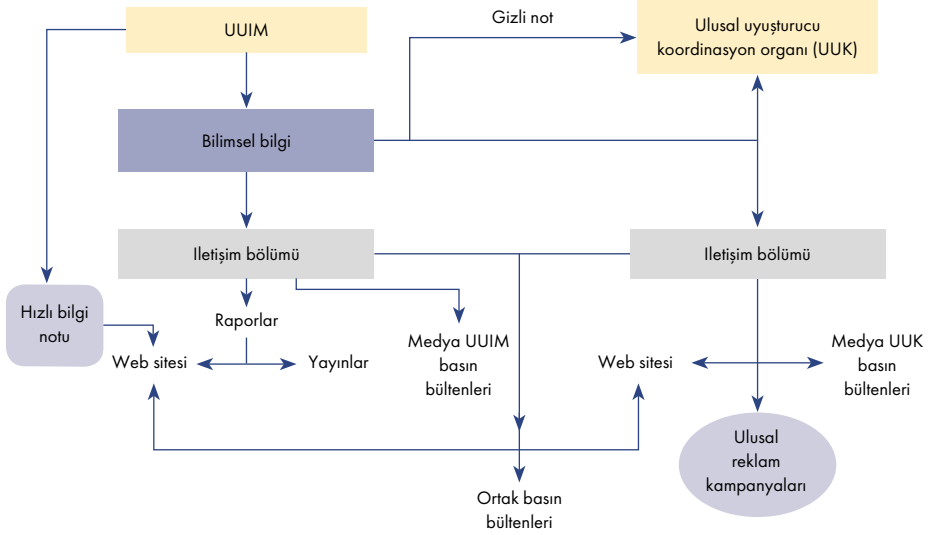 Gizli not
UUIM
Ulusal uyuşturucu
koordinasyon organı (UUK)
Bilimsel bilgi
Iletişim bölümü
Iletişim bölümü
Hızlı bilgi
notu
Raporlar
Web sitesi
Yayınlar
Medya UUIM
basın
bültenleri
Web sitesi
Medya UUK
basın
bültenleri
Ulusal
reklam
kampanyaları
Ortak basın
bültenleri